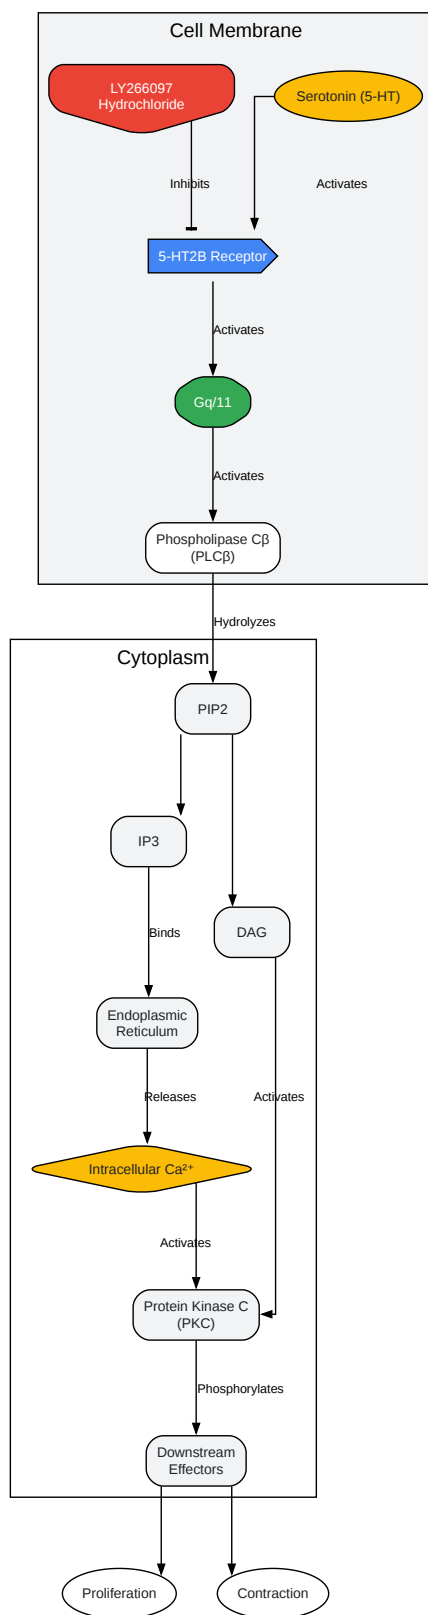 Cell Membrane
LY266097
Hydrochloride
Serotonin (5-HT)
Inhibits
Activates
5-HT2B Receptor
Activates
Gq/11
Activates
Phospholipase Cβ
(PLCβ)
Hydrolyzes
Cytoplasm
PIP2
IP3
DAG
Binds
Endoplasmic
Reticulum
Releases
Activates
Intracellular Ca²⁺
Activates
Protein Kinase C
(PKC)
Phosphorylates
Downstream
Effectors
Proliferation
Contraction